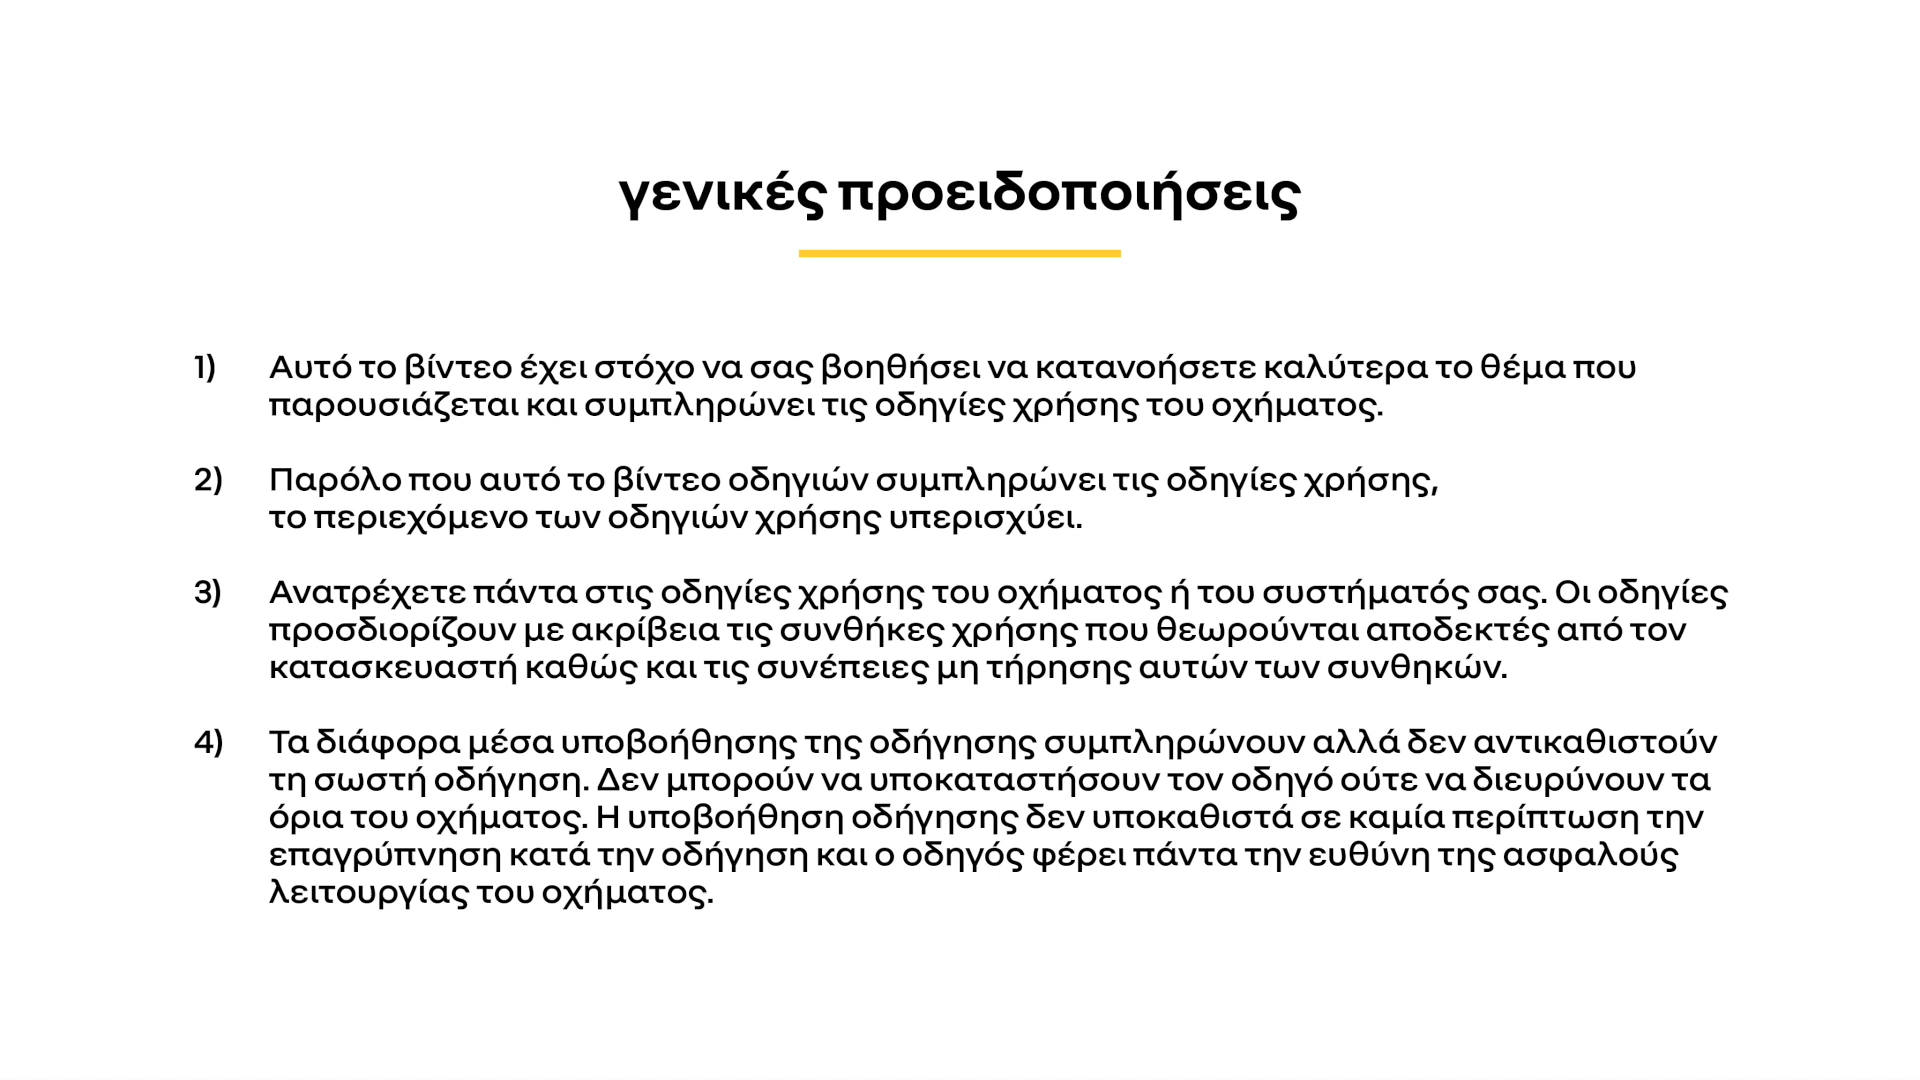 γενικές προειδοποιήσεις
1) Αυτό το βίντεο έχει στόχο να σας βοηθήσει να κατανοήσετε καλύτερα το θέμα που
παρουσιάζεται και συμπληρώνει τις οδηγίες χρήσης του οχήματος.
2) Παρόλο που αυτό το βίντεο οδηγιών συμπληρώνει τις οδηγίες χρήσης,
το περιεχόμενο των οδηγιών χρήσης υπερισχύει.
3) Ανατρέχετε πάντα στις οδηγίες χρήσης του οχήματος ή του συστήματός σας. Οι οδηγίες
προσδιορίζουν με ακρίβεια τις συνθήκες χρήσης που θεωρούνται αποδεκτές από τον
κατασκευαστή καθώς και τις συνέπειες μη τήρησης αυτών των συνθηκών.
4) Τα διάφορα μέσα υποβοήθησης της οδήγησης συμπληρώνουν αλλά δεν αντικαθιστούν
τη σωστή οδήγηση. Δεν μπορούν να υποκαταστήσουν τον οδηγό ούτε να διευρύνουν τα
όρια του οχήματος. Η υποβοήθηση οδήγησης δεν υποκαθιστά σε καμία περίπτωση την
επαγρύπνηση κατά την οδήγηση και ο οδηγός φέρει πάντα την ευθύνη της ασφαλούς
λειτουργίας του οχήματος.